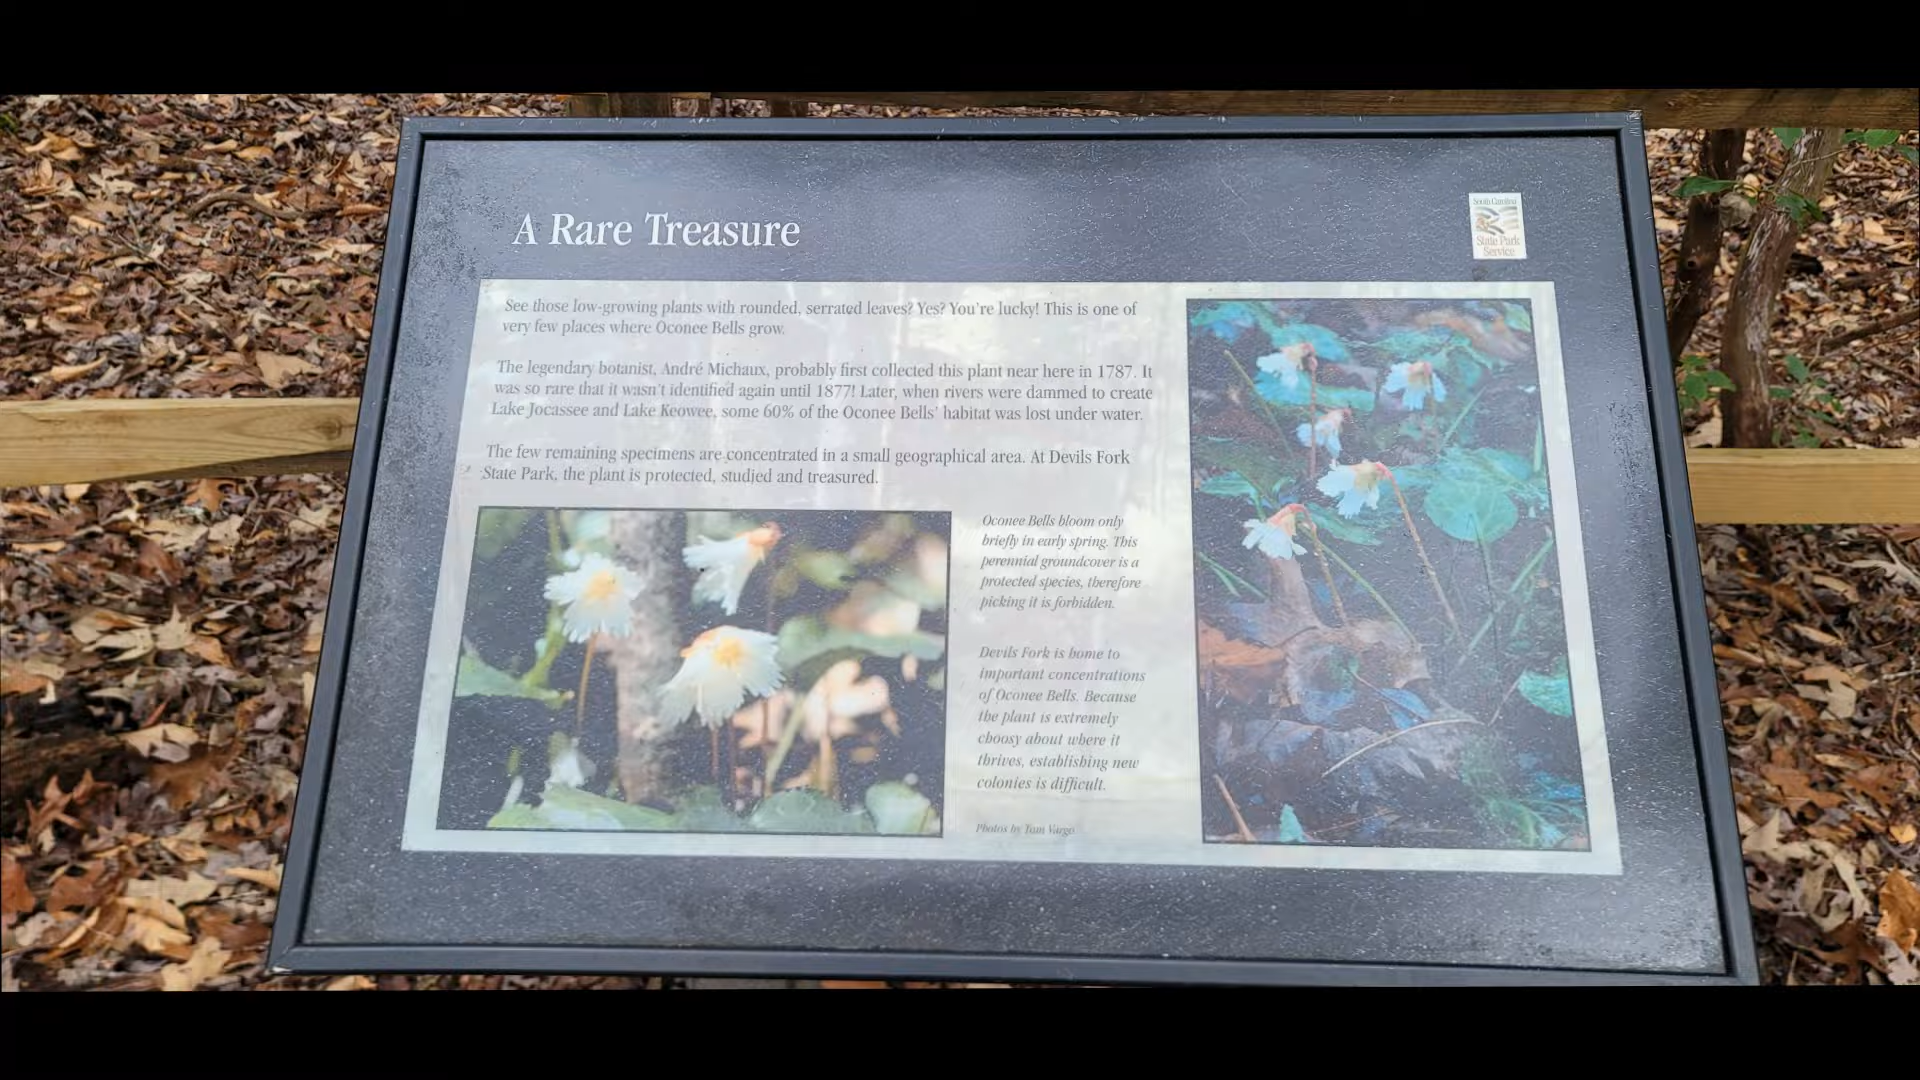 A Rare Treasure
South Carolina
State Park
Service
See those low-growing plants with rounded, serrated leaves? Yes? You're lucky! This is one of
very few places where Oconee Bells grow.
The legendary botanist, André Michaux, probably first collected this plant near here in 1787. It
was so rare that it wasn't identified again until 1877! Later, when rivers were dammed to create
Lake Jocassee and Lake Keowee, some 60% of the Oconee Bells' habitat was lost under water.
The few remaining specimens are concentrated in a small geographical area. At Devils Fork
State Park, the plant is protected, studied and treasured.
Oconee Bells bloom only
briefly in early spring. This
perennial groundcover is a
protected species, therefore
picking it is forbidden.
Devils Fork is home to
important concentrations
of Oconee Bells. Because
the plant is extremely
choosy about where it
thrives, establishing new
colonies is difficult.
Photos by Tom Vargo